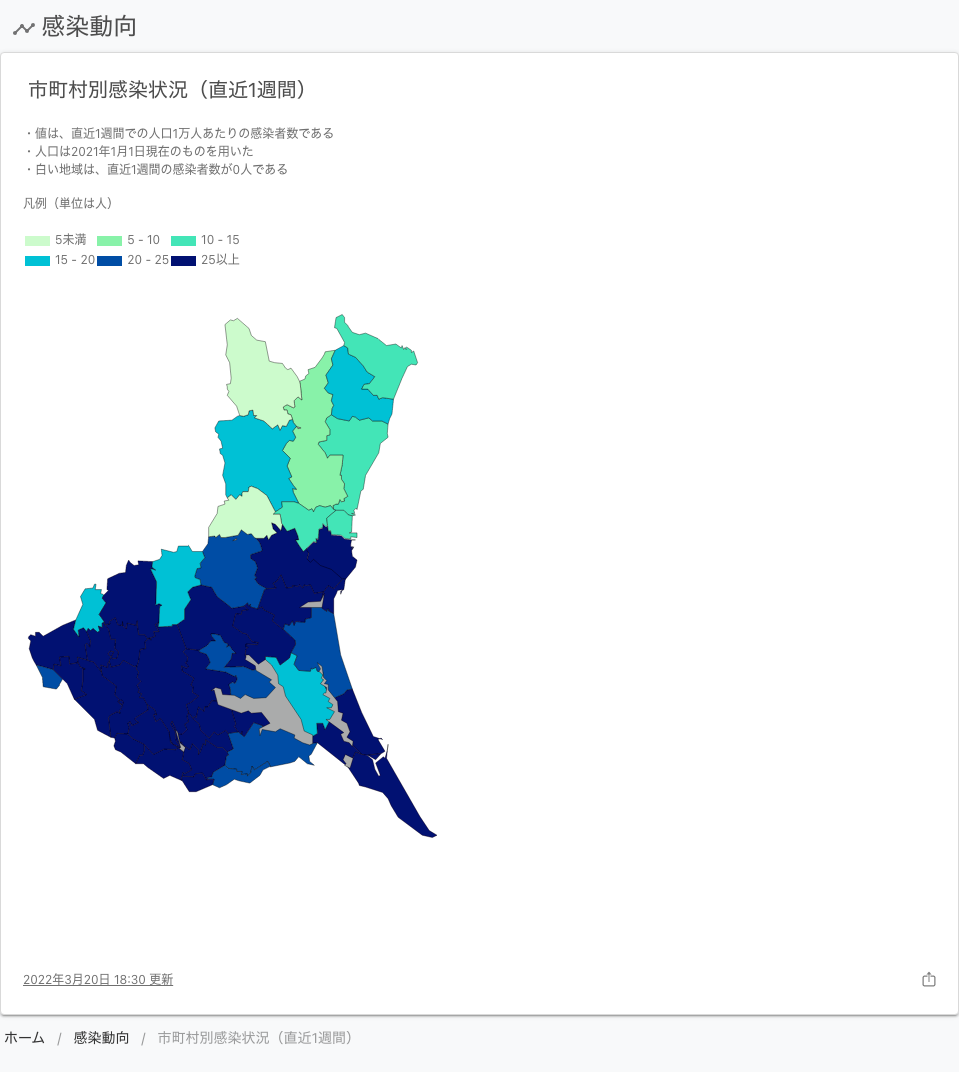 感染動向
市町村別感染状況（直近1週間）
・値は、直近1週間での人口1万人あたりの感染者数である
・人口は2021年1月1日現在のものを用いた
・白い地域は、直近1週間の感染者数が0人である
凡例（単位は人）
5未満 5 - 10 10 - 15
15 - 20 20 - 25 25以上
2022年3月20日 18:30 更新
ホーム / 感染動向 / 市町村別感染状況（直近1週間）